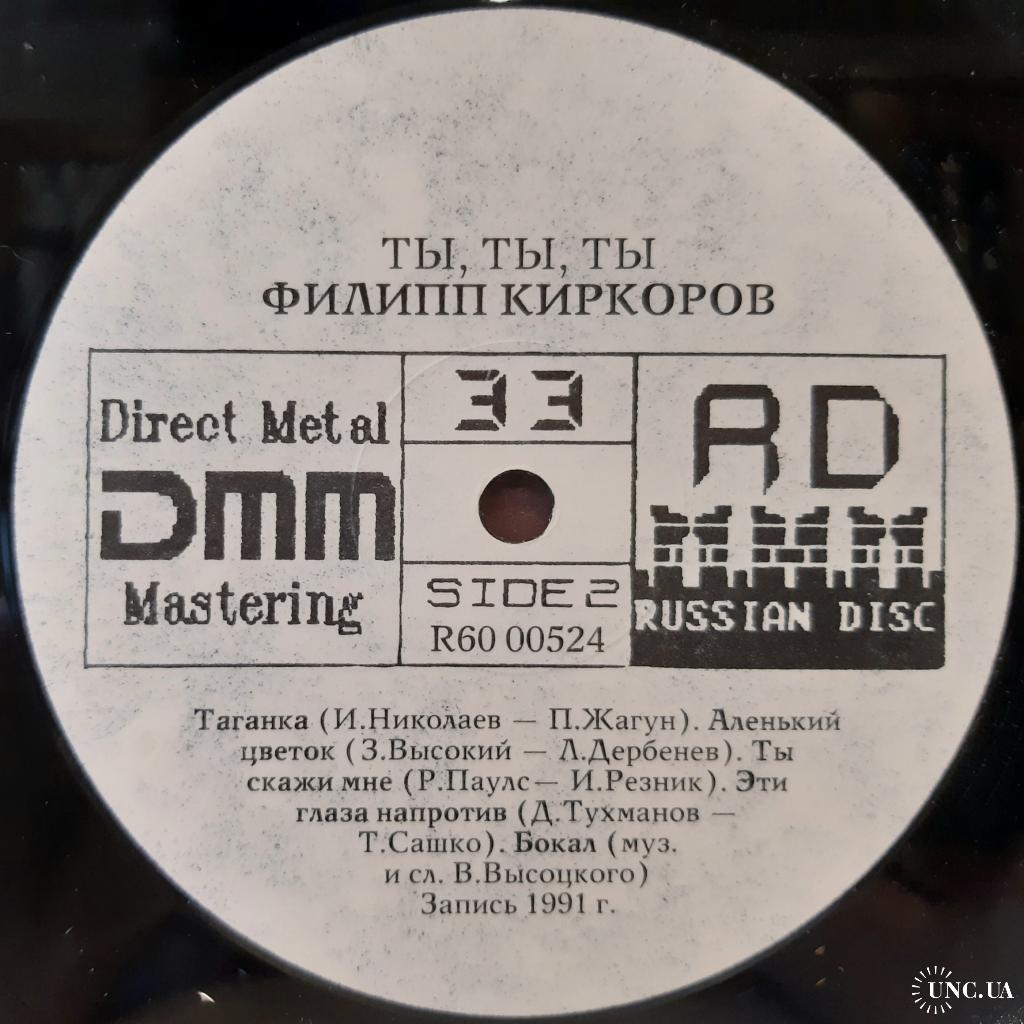 ТЫ, ТЫ, ТЫ
ФИЛИПП КИРКОРОВ
Direct Metal
DMM
Mastering
33
SIDE 2
R60 00524
RD
RUSSIAN DISC
Таганка (И.Николаев — П.Жагун). Аленький
цветок (З.Высокий — Л.Дербенев). Ты
скажи мне (Р.Паулс— И.Резник). Эти
глаза напротив (Д.Тухманов —
Т.Сашко). Бокал (муз.
и сл. В.Высоцкого)
Запись 1991 г.
UNC.UA